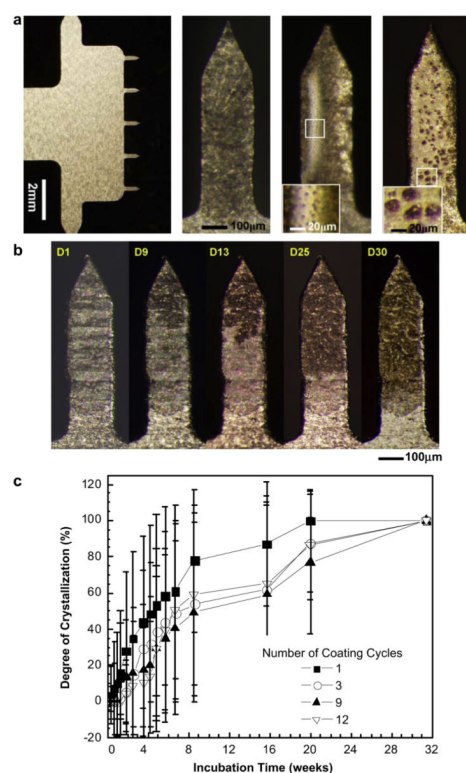 a
2mm
100μm
20μm
20μm
b
D1 D9 D13 D25 D30
100μm
c
Degree of Crystallization (%)
120
100
80
60
40
20
0
-20
Number of Coating Cycles
1
3
9
12
0 4 8 12 16 20 24 28 32
Incubation Time (weeks)